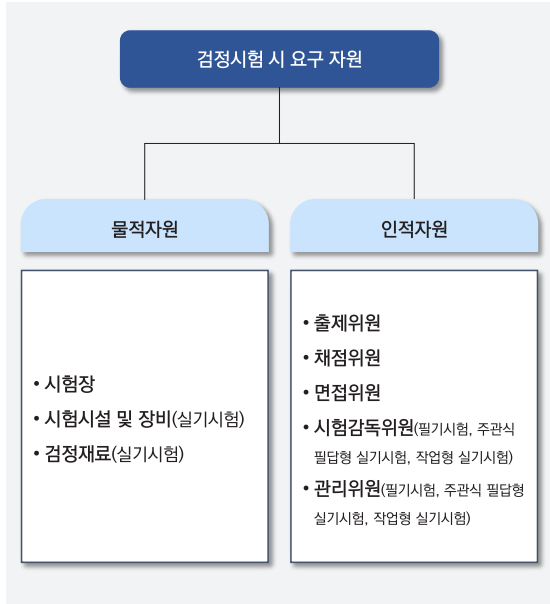 검정시험 시 요구 자원
물적자원
• 시험장
• 시험시설 및 장비(실기시험)
• 검정재료(실기시험)
인적자원
• 출제위원
• 채점위원
• 면접위원
• 시험감독위원(필기시험, 주관식
필답형 실기시험, 작업형 실기시험)
• 관리위원(필기시험, 주관식 필답형
실기시험, 작업형 실기시험)